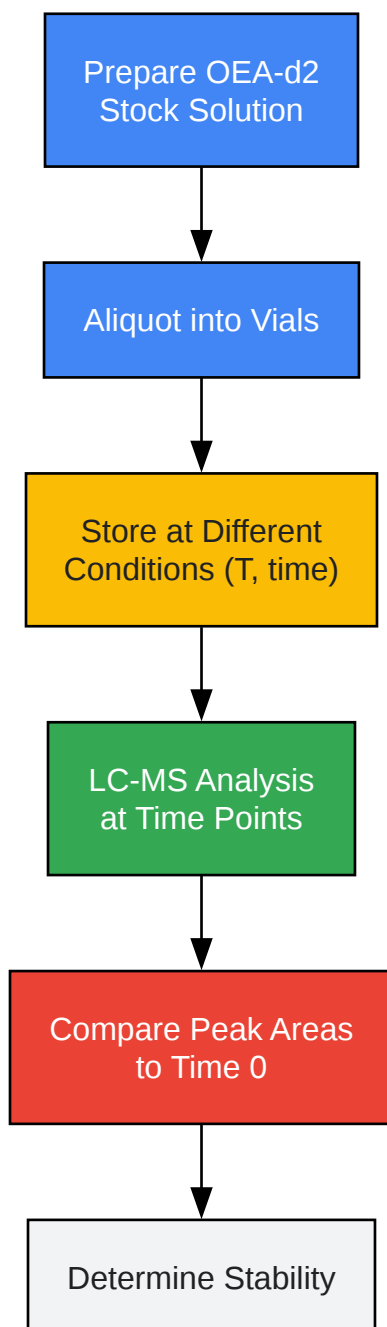 Prepare OEA-d2
Stock Solution
Aliquot into Vials
Store at Different
Conditions (T, time)
LC-MS Analysis
at Time Points
Compare Peak Areas
to Time 0
Determine Stability